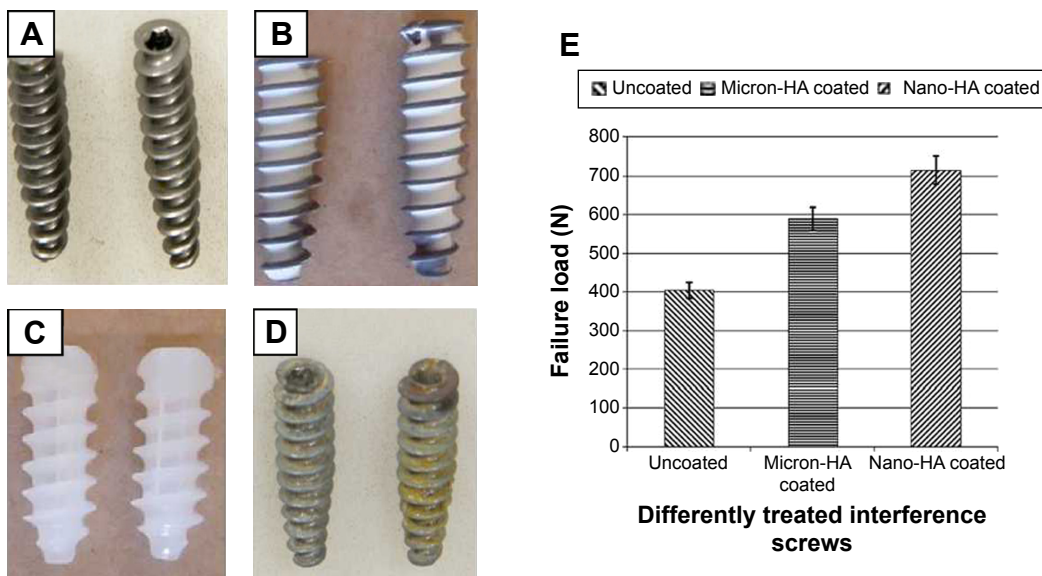 A
B
C
D
E
Uncoated Micron-HA coated Nano-HA coated
Failure load (N)
800
700
600
500
400
300
200
100
0
Uncoated
Micron-HA
coated
Nano-HA coated
Differently treated interference
screws